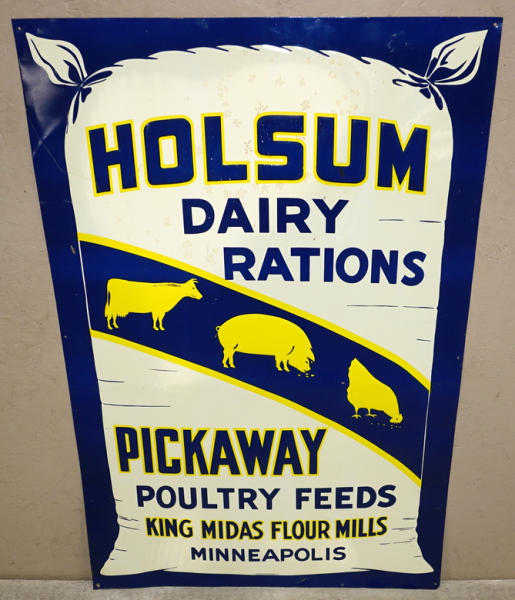 HOLSUM
DAIRY
RATIONS
PICKAWAY
POULTRY FEEDS
KING MIDAS FLOUR MILLS
MINNEAPOLIS